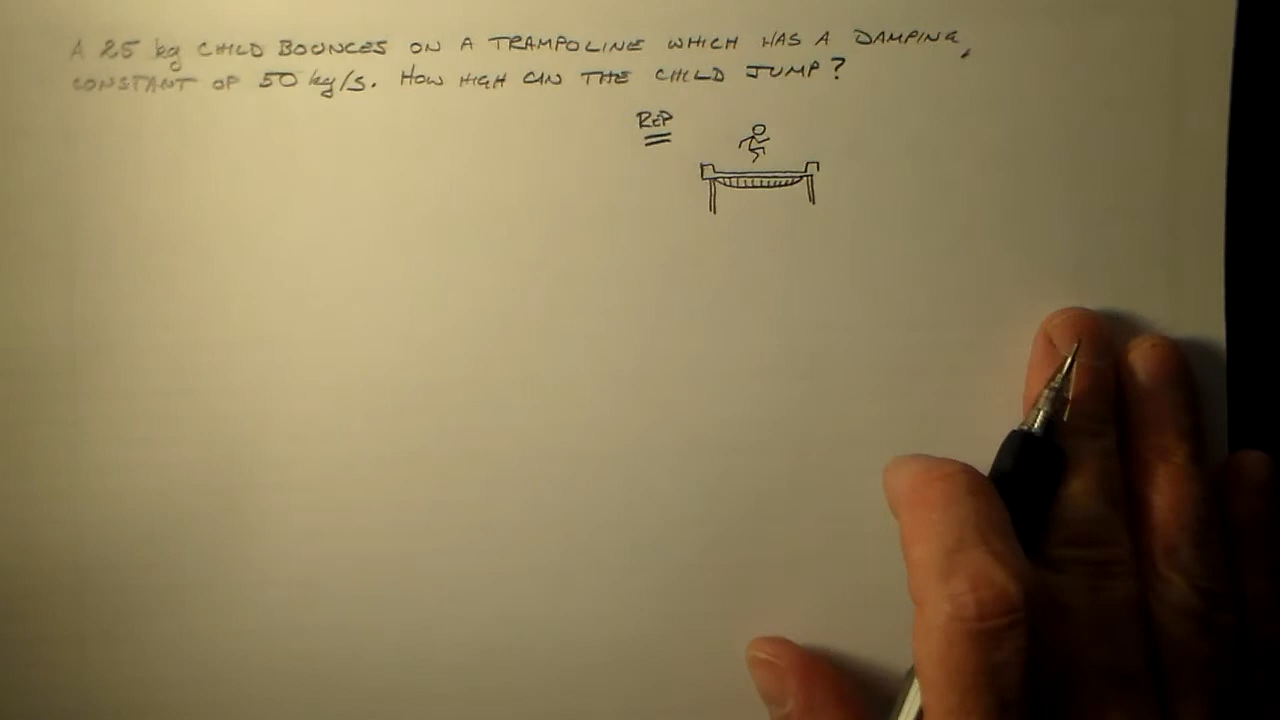 A 25 kg CHILD BOUNCES ON A TRAMPOLINE WHICH HAS A DAMPING
CONSTANT OF 50 kg/s. HOW HIGH CAN THE CHILD JUMP?
REP